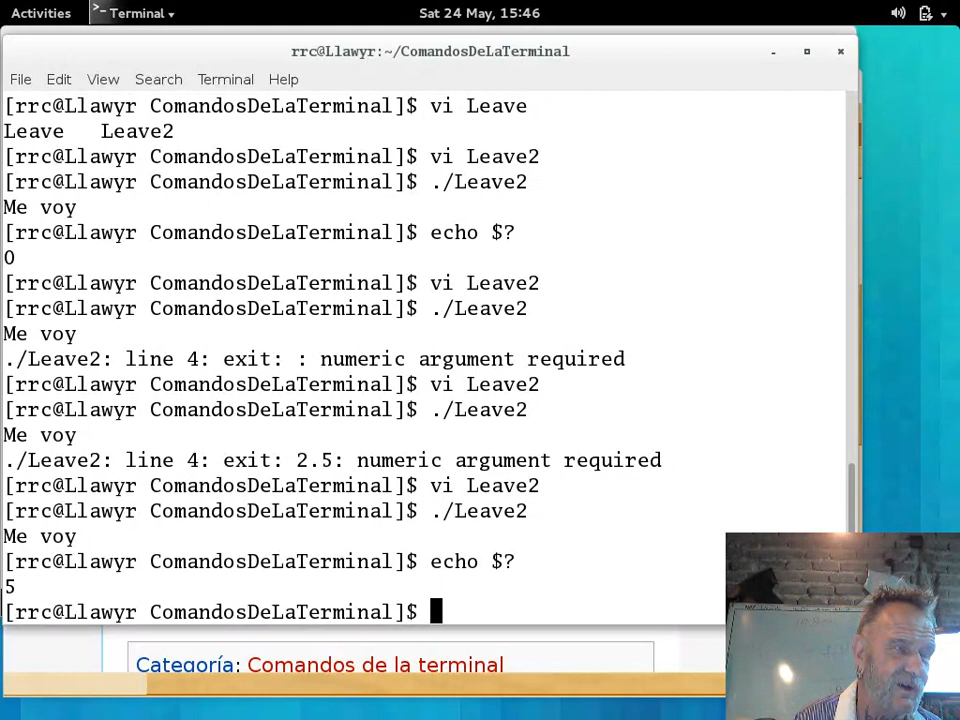 Activities Terminal Sat 24 May, 15:46
rrc@Llawyr:~/ComandosDeLaTerminal
File Edit View Search Terminal Help
[rrc@Llawyr ComandosDeLaTerminal]$ vi Leave
Leave Leave2
[rrc@Llawyr ComandosDeLaTerminal]$ vi Leave2
[rrc@Llawyr ComandosDeLaTerminal]$ ./Leave2
Me voy
[rrc@Llawyr ComandosDeLaTerminal]$ echo $?
0
[rrc@Llawyr ComandosDeLaTerminal]$ vi Leave2
[rrc@Llawyr ComandosDeLaTerminal]$ ./Leave2
Me voy
./Leave2: line 4: exit: : numeric argument required
[rrc@Llawyr ComandosDeLaTerminal]$ vi Leave2
[rrc@Llawyr ComandosDeLaTerminal]$ ./Leave2
Me voy
./Leave2: line 4: exit: 2.5: numeric argument required
[rrc@Llawyr ComandosDeLaTerminal]$ vi Leave2
[rrc@Llawyr ComandosDeLaTerminal]$ ./Leave2
Me voy
[rrc@Llawyr ComandosDeLaTerminal]$ echo $?
5
[rrc@Llawyr ComandosDeLaTerminal]$
Categoría: Comandos de la terminal